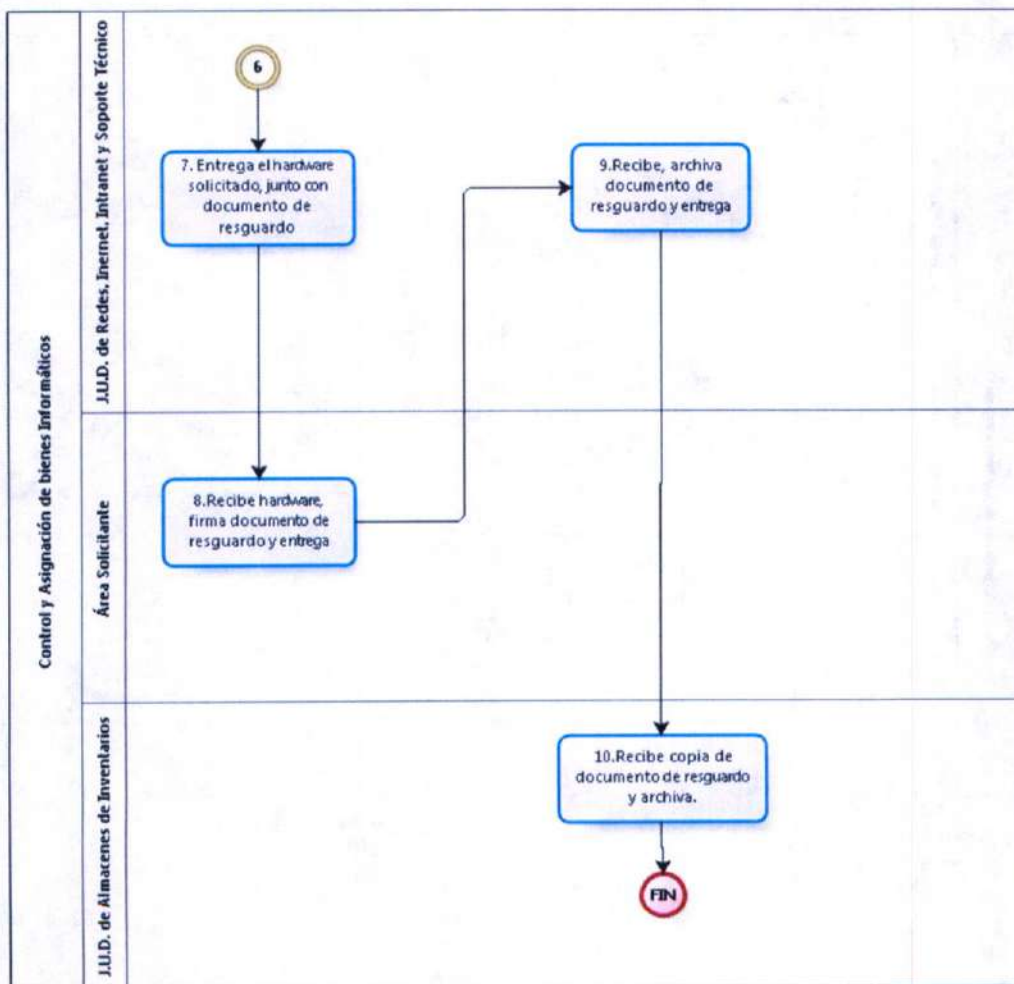 Control y Asignación de bienes Informáticos
J.U.D. de Redes, Inernet, Intranet y Soporte Técnico
6
7. Entrega el hardware
solicitado, junto con
documento de
resguardo
9.Recibe, archiva
documento de
resguardo y entrega
Área Solicitante
8.Recibe hardware,
firma documento de
resguardo y entrega
J.U.D. de Almacenes de Inventarios
10.Recibe copia de
documento de resguardo
y archiva.
FIN